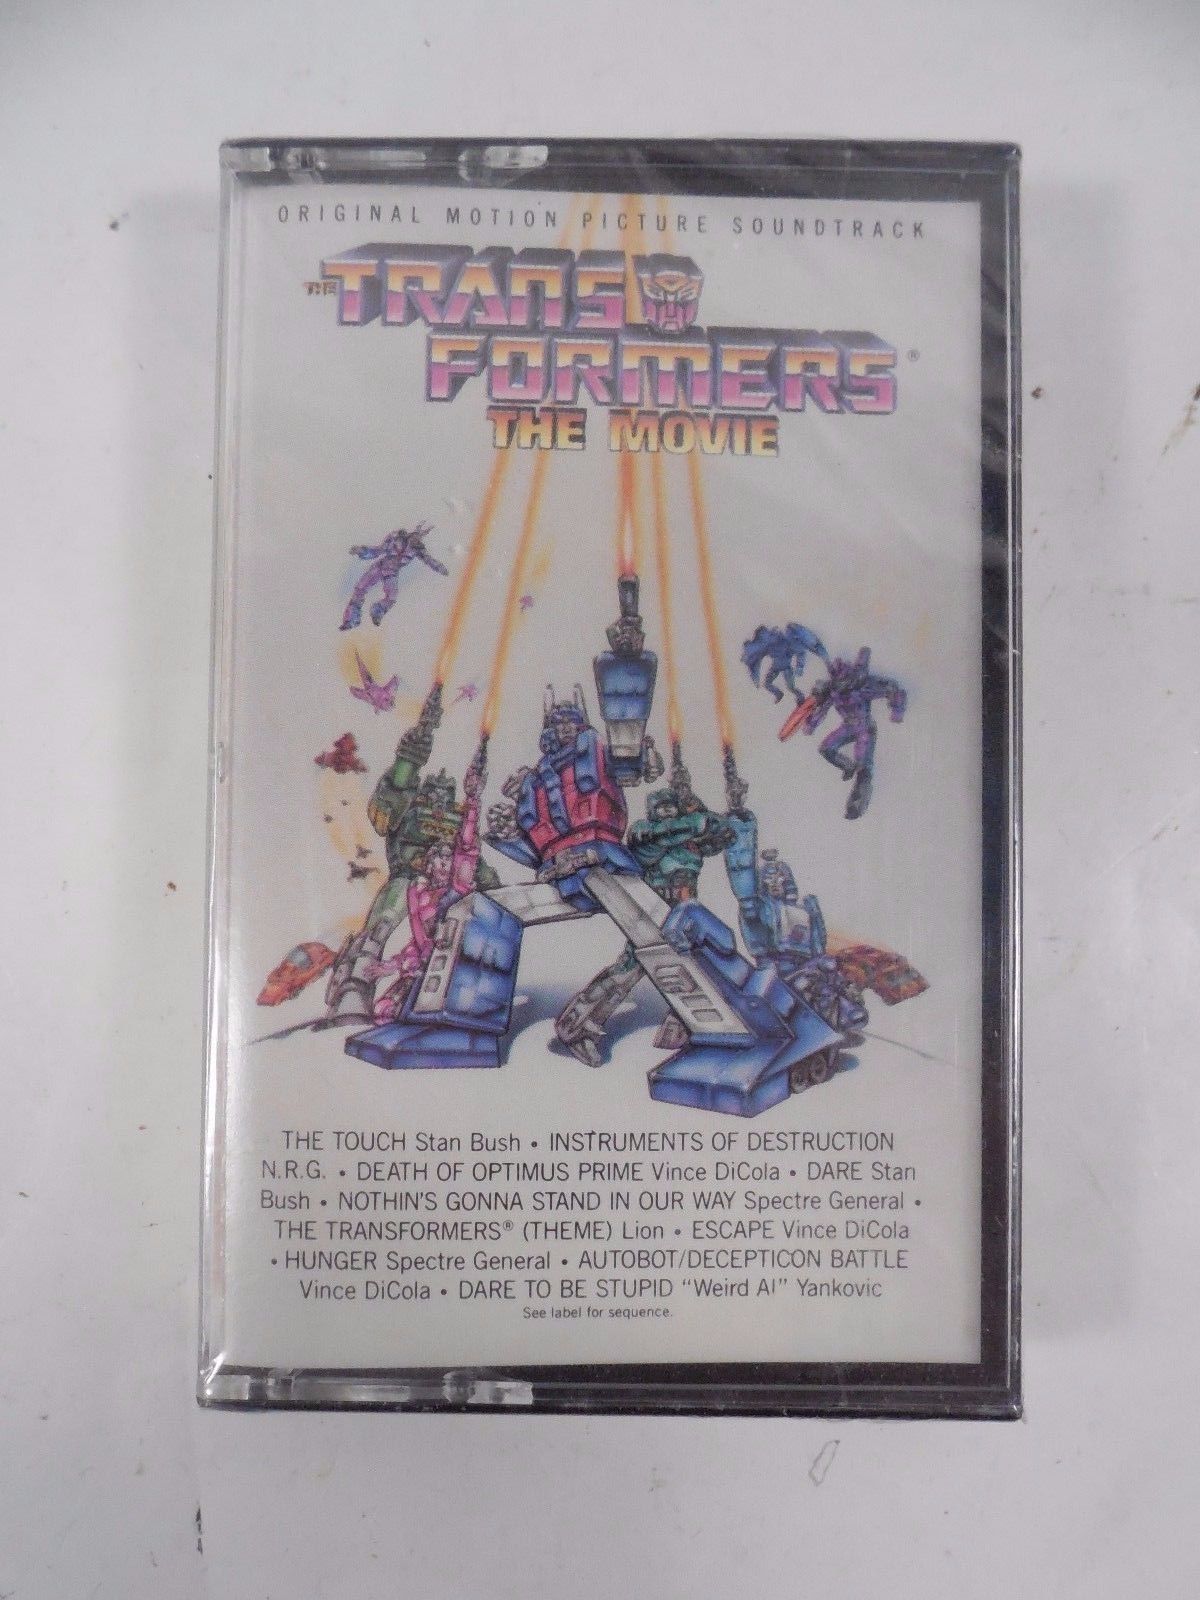 ORIGINAL MOTION PICTURE SOUNDTRACK
THE TRANS
FORMERS®
THE MOVIE
THE TOUCH Stan Bush • INSTRUMENTS OF DESTRUCTION
N.R.G. • DEATH OF OPTIMUS PRIME Vince DiCola • DARE Stan
Bush • NOTHIN'S GONNA STAND IN OUR WAY Spectre General •
THE TRANSFORMERS® (THEME) Lion • ESCAPE Vince DiCola
• HUNGER Spectre General • AUTOBOT/DECEPTICON BATTLE
Vince DiCola • DARE TO BE STUPID "Weird Al" Yankovic
See label for sequence.